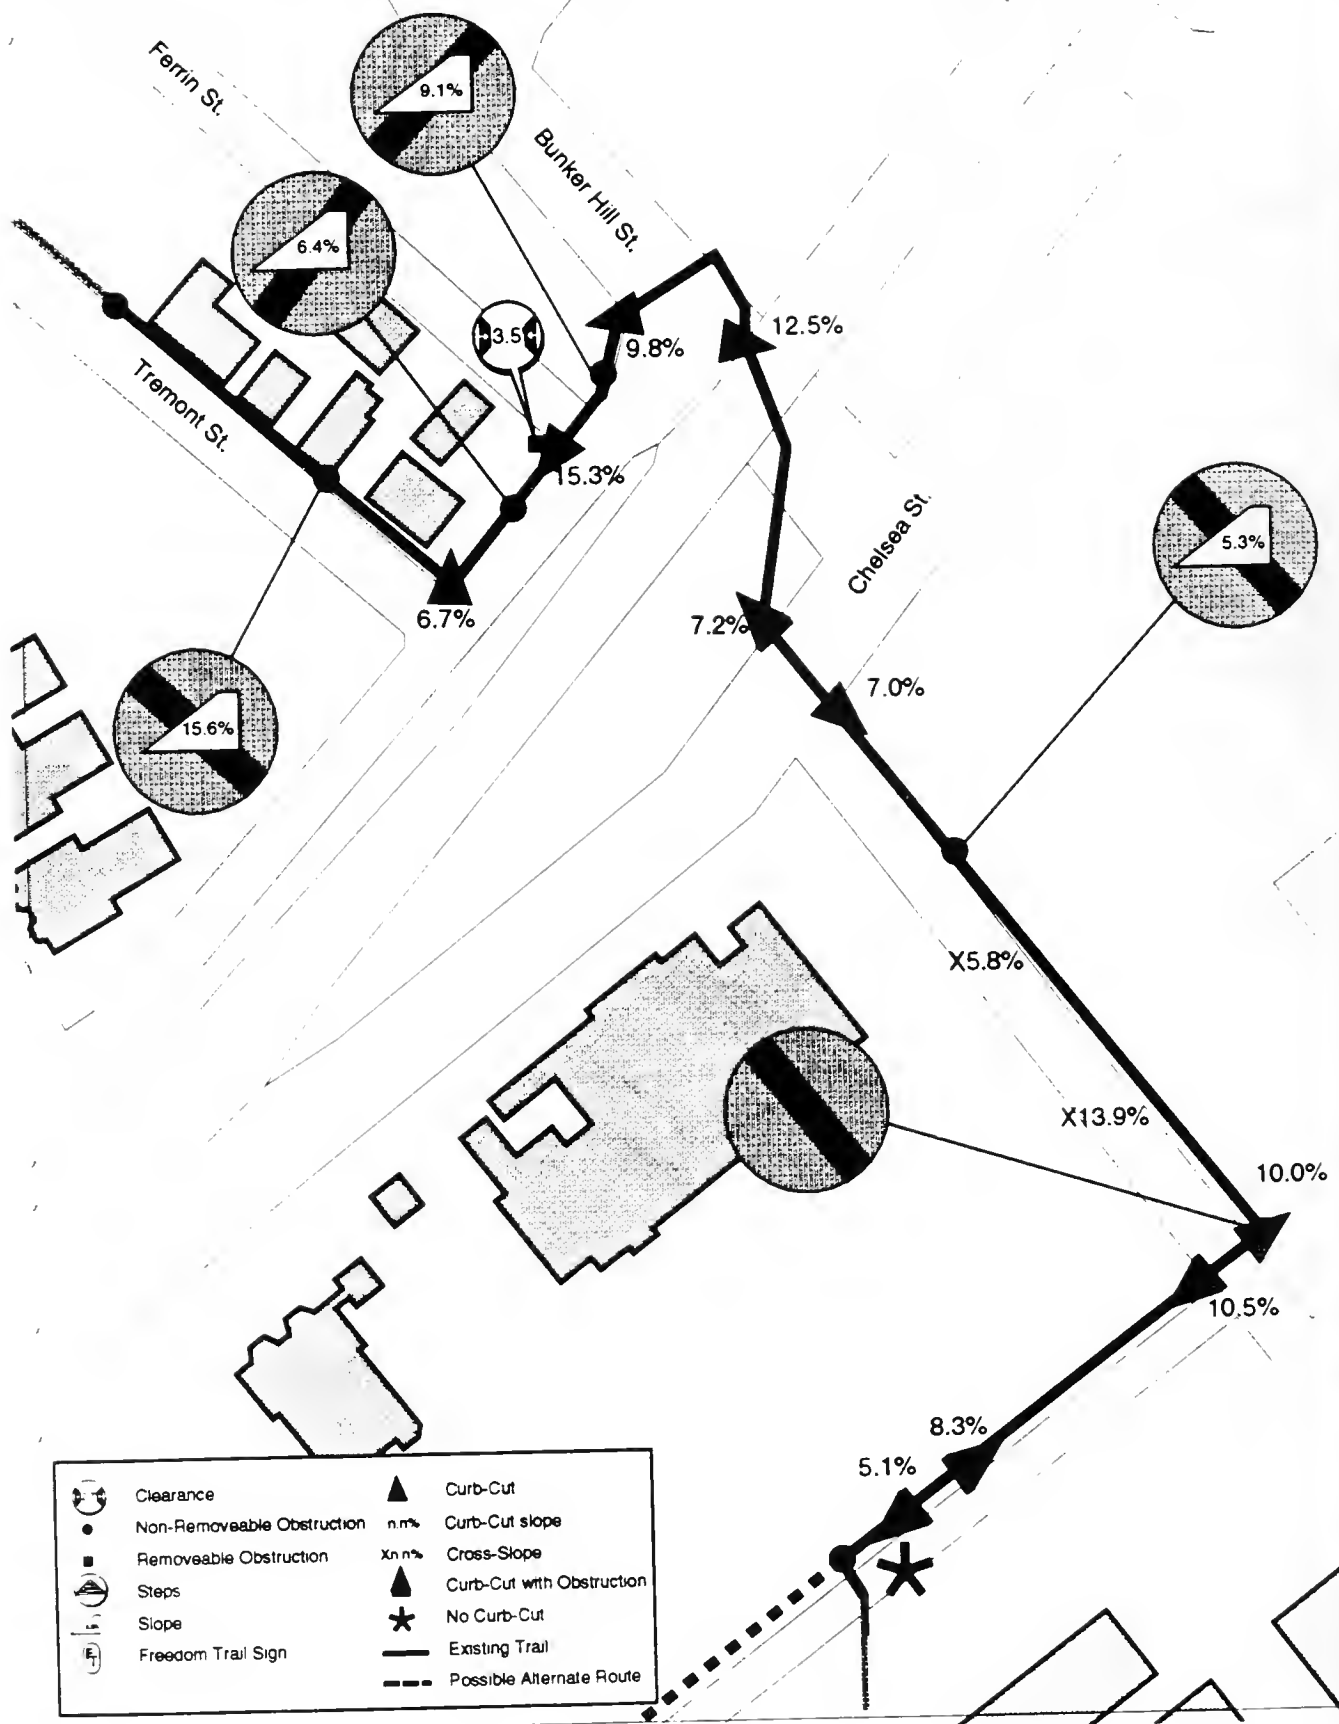 Ferrin St.
9.1%
Bunker Hill St.
6.4%
3.5'
12.5%
9.8%
Tremont St.
15.3%
Chelsea St.
5.3%
6.7%
7.2%
7.0%
15.6%
X5.8%
X13.9%
10.0%
10.5%
8.3%
5.1%
Clearance
Non-Removeable Obstruction
Removeable Obstruction
Steps
Slope
Freedom Trail Sign
Curb-Cut
n.n% Curb-Cut slope
Xn n% Cross-Slope
Curb-Cut with Obstruction
No Curb-Cut
Existing Trail
Possible Alternate Route